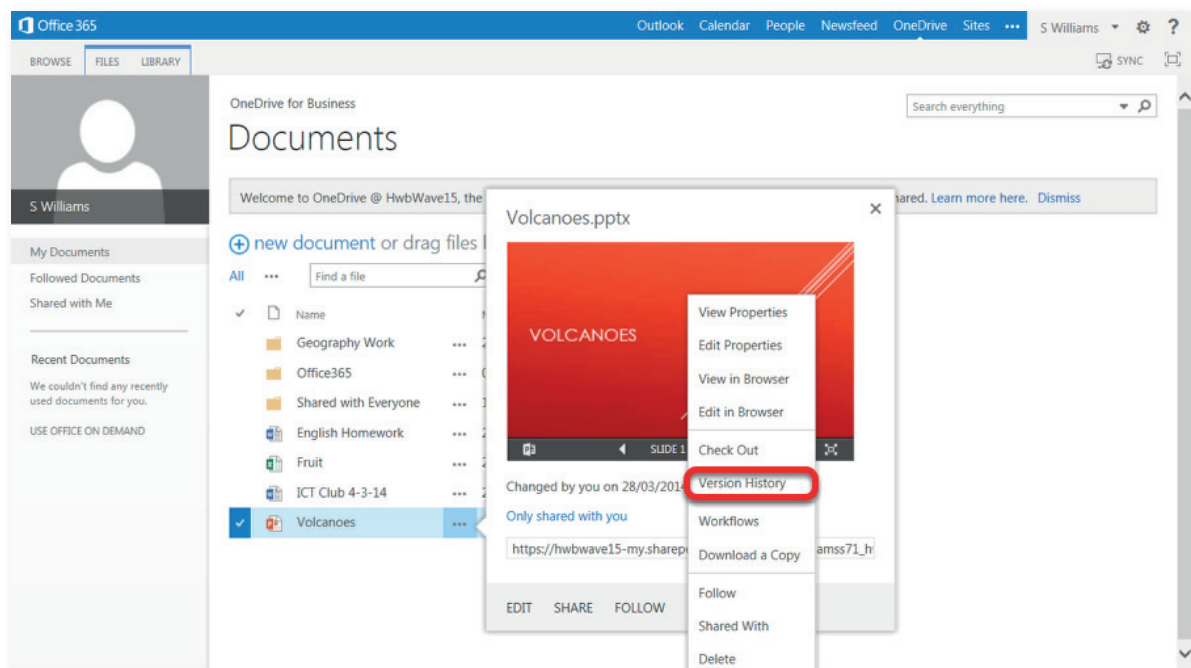 Office 365
Outlook Calendar People Newsfeed OneDrive Sites ••• S Williams ?
BROWSE FILES LIBRARY
SYNC
S Williams
My Documents
Followed Documents
Shared with Me
Recent Documents
We couldn't find any recently
used documents for you.
USE OFFICE ON DEMAND
OneDrive for Business
Documents
Search everything
Welcome to OneDrive @ HwbWave15, the
Learn more here. Dismiss
new document or drag files
All ••• Find a file
Name
Geography Work •••
Office365 •••
Shared with Everyone •••
English Homework •••
Fruit •••
ICT Club 4-3-14 •••
Volcanoes •••
Volcanoes.pptx
VOLCANOES
SLIDE 1
Changed by you on 28/03/2014
Only shared with you
https://hwbwave15-my.sharep
EDIT SHARE FOLLOW
View Properties
Edit Properties
View in Browser
Edit in Browser
Check Out
Version History
Workflows
Download a Copy
Follow
Shared With
Delete